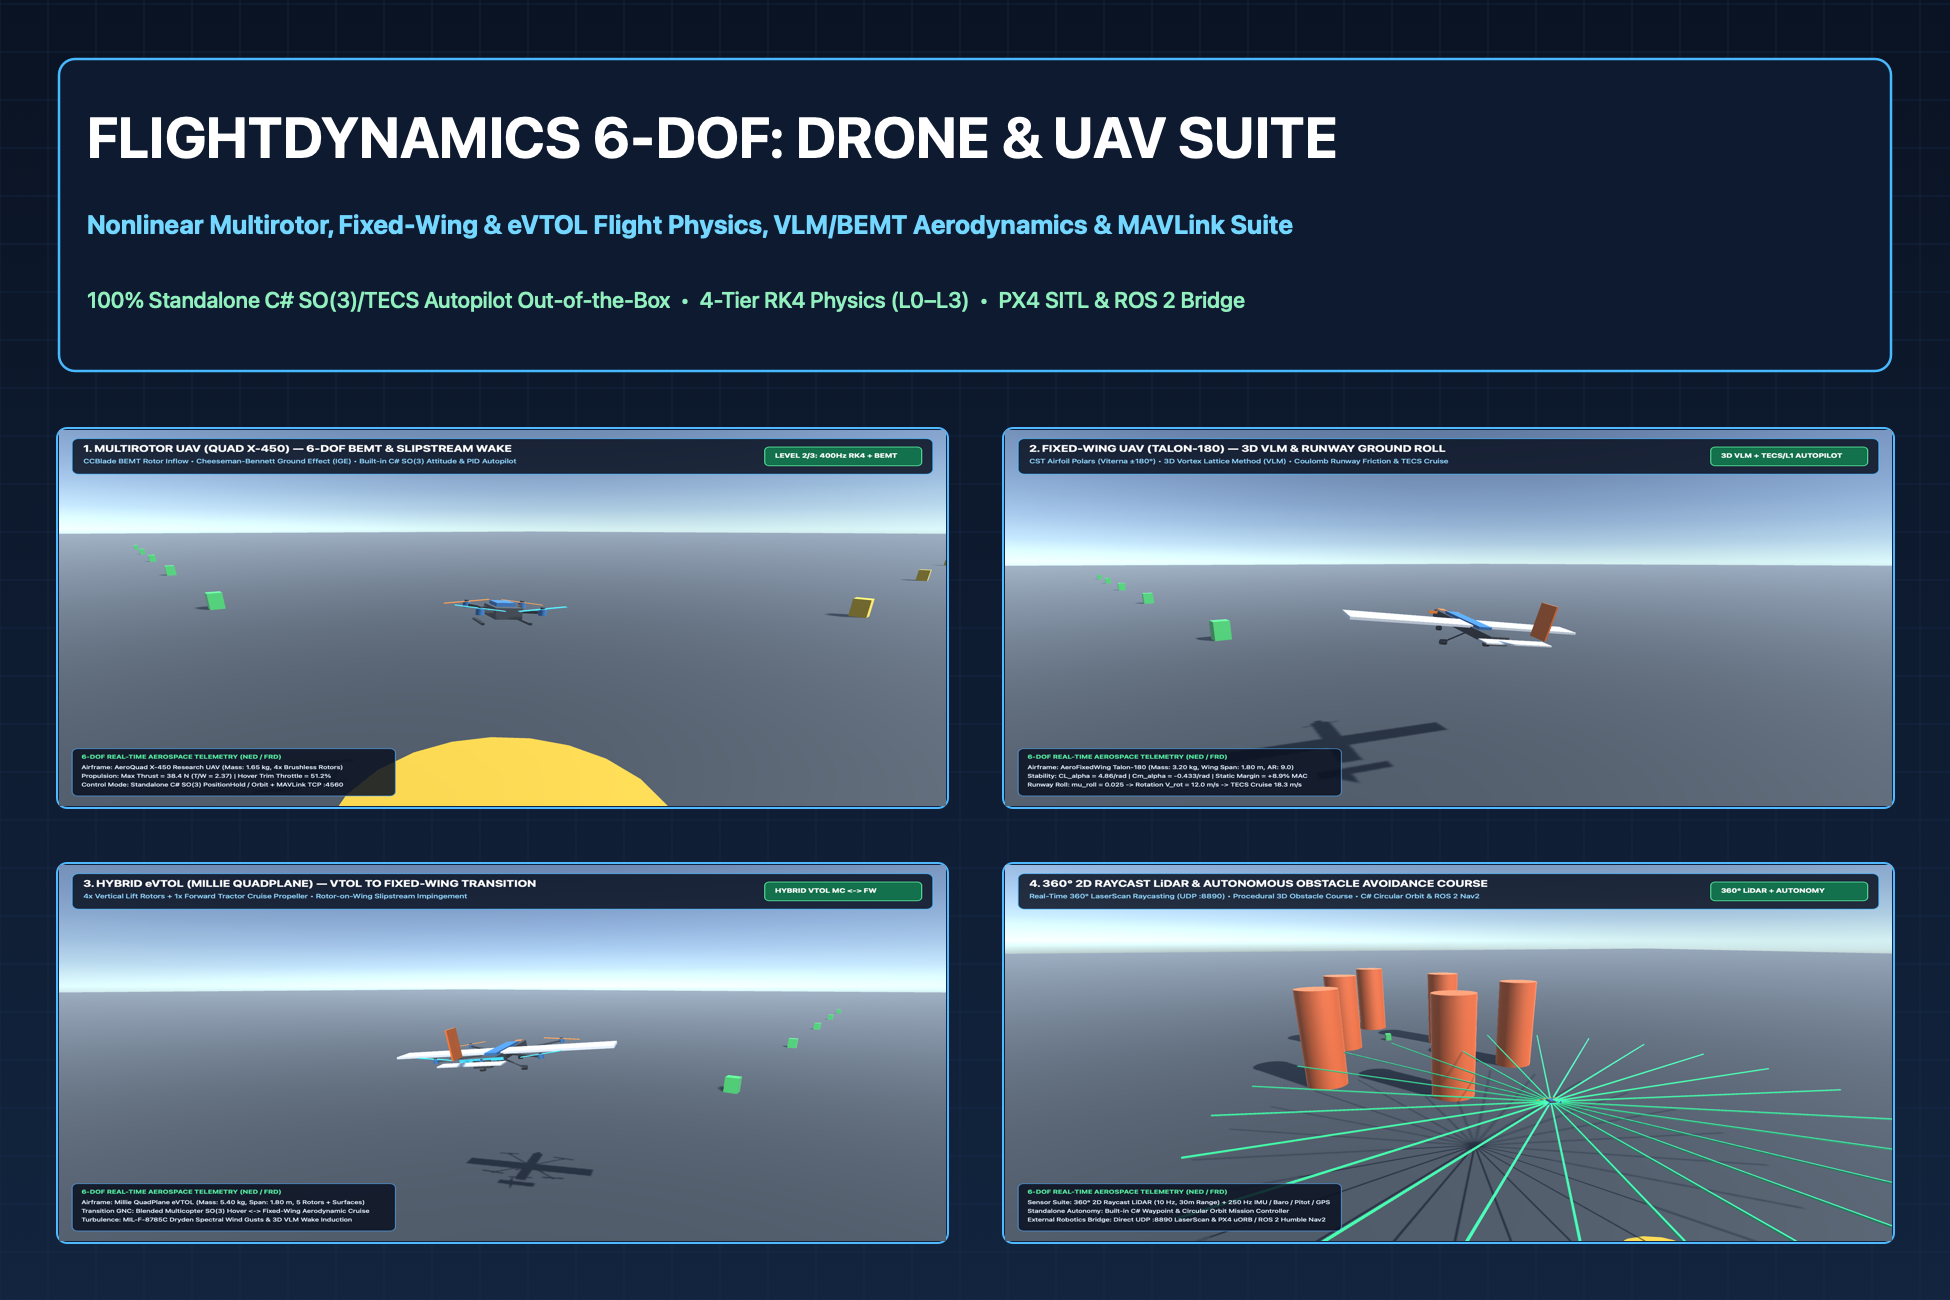 FLIGHTDYNAMICS 6-DOF: DRONE & UAV SUITE
Nonlinear Multirotor, Fixed-Wing & eVTOL Flight Physics, VLM/BEMT Aerodynamics & MAVLink Suite
100% Standalone C# SO(3)/TECS Autopilot Out-of-the-Box • 4-Tier RK4 Physics (L0–L3) • PX4 SITL & ROS 2 Bridge
1. MULTIROTOR UAV (QUAD X-450) — 6-DOF BEMT & SLIPSTREAM WAKE
CCBlade BEMT Rotor Inflow • Cheeseman-Bennett Ground Effect (IGE) • Built-in C# SO(3) Attitude & PID Autopilot
LEVEL 2/3: 400Hz RK4 + BEMT
6-DOF REAL-TIME AEROSPACE TELEMETRY (NED / FRD)
Airframe: AeroQuad X-450 Research UAV (Mass: 1.65 kg, 4x Brushless Rotors)
Propulsion: Max Thrust = 38.4 N (T/W = 2.37) | Hover Trim Throttle = 51.2%
Control Mode: Standalone C# SO(3) PositionHold / Orbit + MAVLink TCP :4560
2. FIXED-WING UAV (TALON-180) — 3D VLM & RUNWAY GROUND ROLL
CST Airfoil Polars (Viterna ±180°) • 3D Vortex Lattice Method (VLM) • Coulomb Runway Friction & TECS Cruise
3D VLM + TECS/L1 AUTOPILOT
6-DOF REAL-TIME AEROSPACE TELEMETRY (NED / FRD)
Airframe: AeroFixedWing Talon-180 (Mass: 3.20 kg, Wing Span: 1.80 m, AR: 9.0)
Stability: CL_alpha = 4.86/rad | Cm_alpha = -0.433/rad | Static Margin = +8.9% MAC
Runway Roll: mu_roll = 0.025 -> Rotation V_rot = 12.0 m/s -> TECS Cruise 18.3 m/s
3. HYBRID eVTOL (MILLIE QUADPLANE) — VTOL TO FIXED-WING TRANSITION
4x Vertical Lift Rotors + 1x Forward Tractor Cruise Propeller • Rotor-on-Wing Slipstream Impingement
HYBRID VTOL MC <-> FW
6-DOF REAL-TIME AEROSPACE TELEMETRY (NED / FRD)
Airframe: Millie QuadPlane eVTOL (Mass: 5.40 kg, Span: 1.80 m, 5 Rotors + Surfaces)
Transition GNC: Blended Multicopter SO(3) Hover <-> Fixed-Wing Aerodynamic Cruise
Turbulence: MIL-F-8785C Dryden Spectral Wind Gusts & 3D VLM Wake Induction
4. 360° 2D RAYCAST LiDAR & AUTONOMOUS OBSTACLE AVOIDANCE COURSE
Real-Time 360° LaserScan Raycasting (UDP :8890) • Procedural 3D Obstacle Course • C# Circular Orbit & ROS 2 Nav2
360° LiDAR + AUTONOMY
6-DOF REAL-TIME AEROSPACE TELEMETRY (NED / FRD)
Sensor Suite: 360° 2D Raycast LiDAR (10 Hz, 30m Range) + 250 Hz IMU / Baro / Pitot / GPS
Standalone Autonomy: Built-in C# Waypoint & Circular Orbit Mission Controller
External Robotics Bridge: Direct UDP :8890 LaserScan & PX4 uORB / ROS 2 Humble Nav2